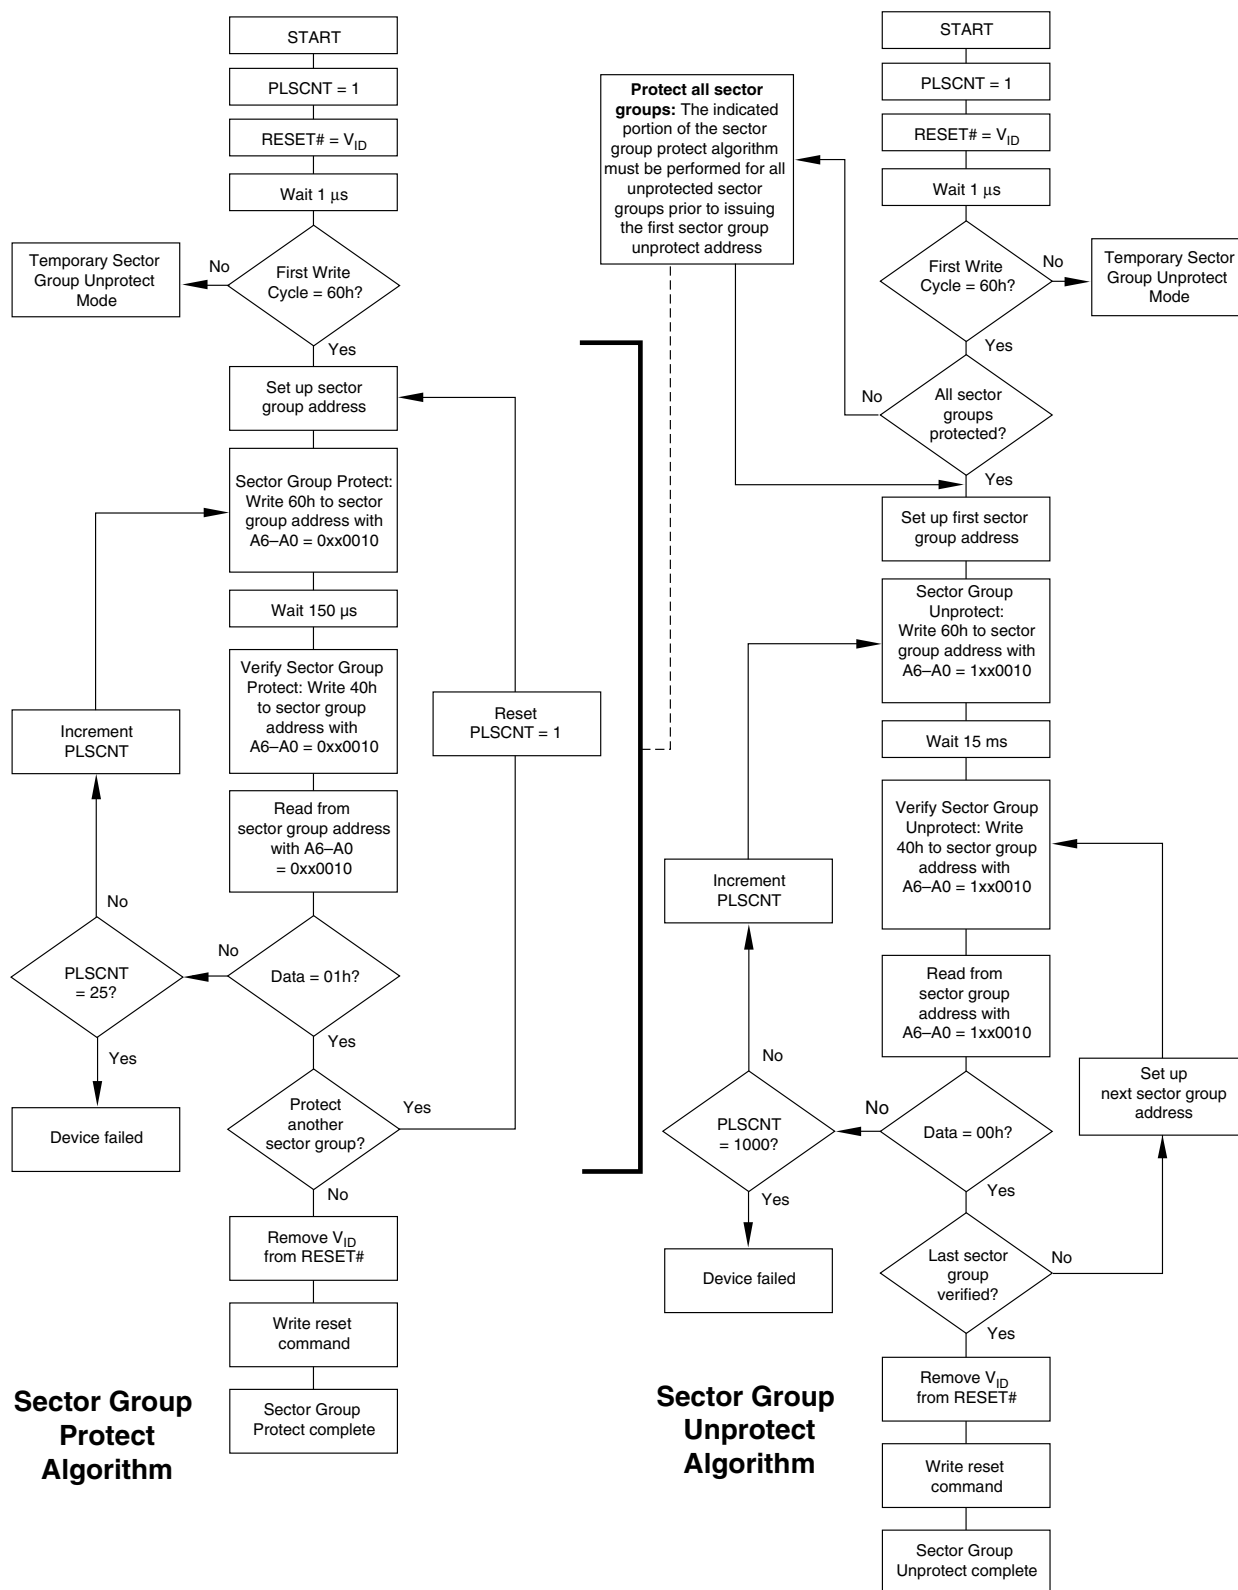 START
PLSCNT = 1
RESET# = VID
Wait 1 μs
First Write
Cycle = 60h?
No
Temporary Sector
Group Unprotect
Mode
Yes
Set up sector
group address
Sector Group Protect:
Write 60h to sector
group address with
A6–A0 = 0xx0010
Wait 150 µs
Verify Sector Group
Protect: Write 40h
to sector group
address with
A6–A0 = 0xx0010
Increment
PLSCNT
Reset
PLSCNT = 1
Read from
sector group address
with A6–A0
= 0xx0010
No
No
PLSCNT
= 25?
Data = 01h?
Yes
Yes
Device failed
Protect
another
sector group?
Yes
No
Remove VID
from RESET#
Write reset
command
Sector Group
Protect complete
Sector Group
Protect
Algorithm
Protect all sector
groups: The indicated
portion of the sector
group protect algorithm
must be performed for all
unprotected sector
groups prior to issuing
the first sector group
unprotect address
START
PLSCNT = 1
RESET# = VID
Wait 1 μs
First Write
Cycle = 60h?
No
Temporary Sector
Group Unprotect
Mode
Yes
No
All sector
groups
protected?
Yes
Set up first sector
group address
Sector Group
Unprotect:
Write 60h to sector
group address with
A6–A0 = 1xx0010
Wait 15 ms
Verify Sector Group
Unprotect: Write
40h to sector group
address with
A6–A0 = 1xx0010
Increment
PLSCNT
Read from
sector group
address with
A6–A0 = 1xx0010
No
No
PLSCNT
= 1000?
Data = 00h?
Set up
next sector group
address
Yes
Yes
Device failed
Last sector
group
verified?
No
Yes
Remove VID
from RESET#
Write reset
command
Sector Group
Unprotect complete
Sector Group
Unprotect
Algorithm